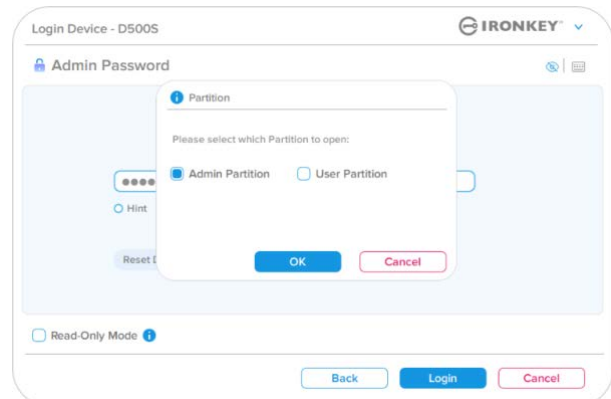 Login Device - D500S
IRONKEY
Admin Password
Partition
Please select which Partition to open:
Admin Partition User Partition
Hint
OK Cancel
Reset
Read-Only Mode
Back Login Cancel